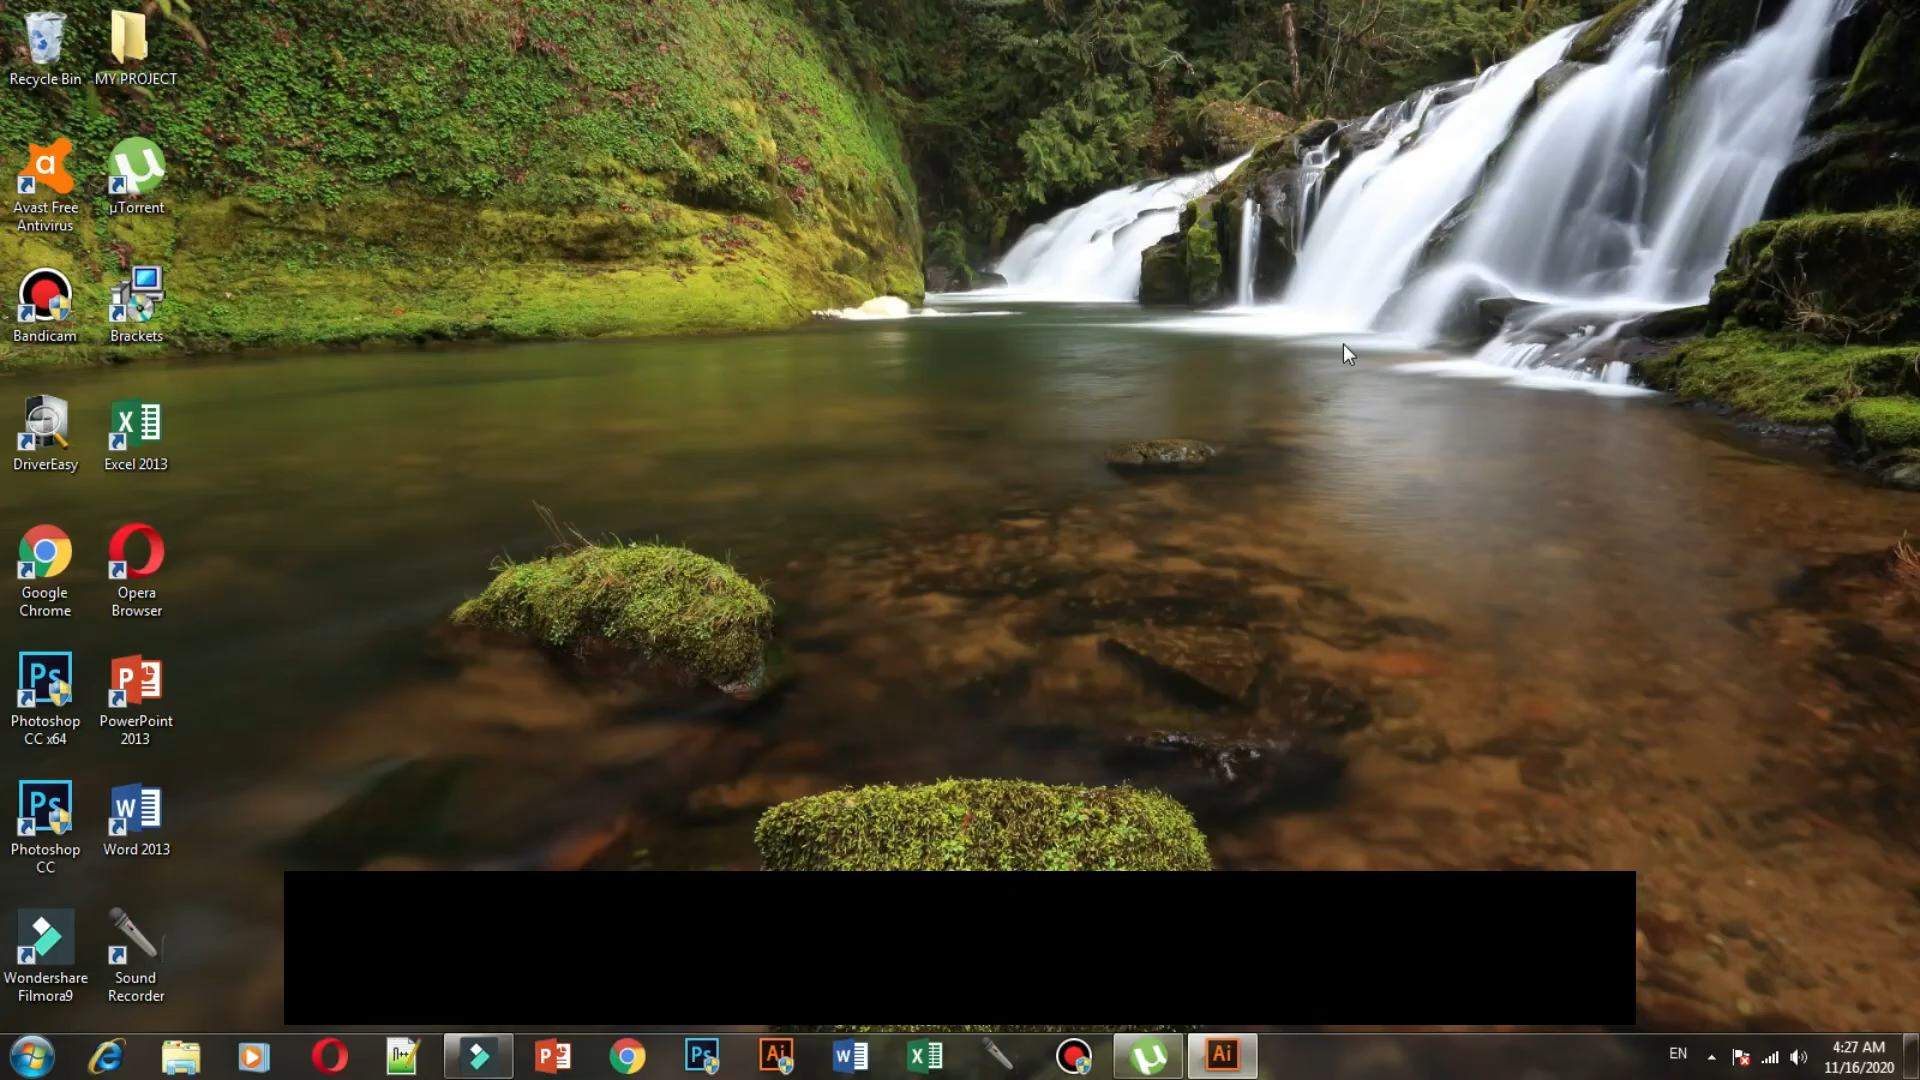 Recycle Bin
MY PROJECT
Avast Free
Antivirus
µTorrent
Bandicam
Brackets
DriverEasy
Excel 2013
Google
Chrome
Opera
Browser
Photoshop
CC x64
PowerPoint
2013
Photoshop
CC
Word 2013
Wondershare
Filmora9
Sound
Recorder
EN
4:27 AM
11/16/2020